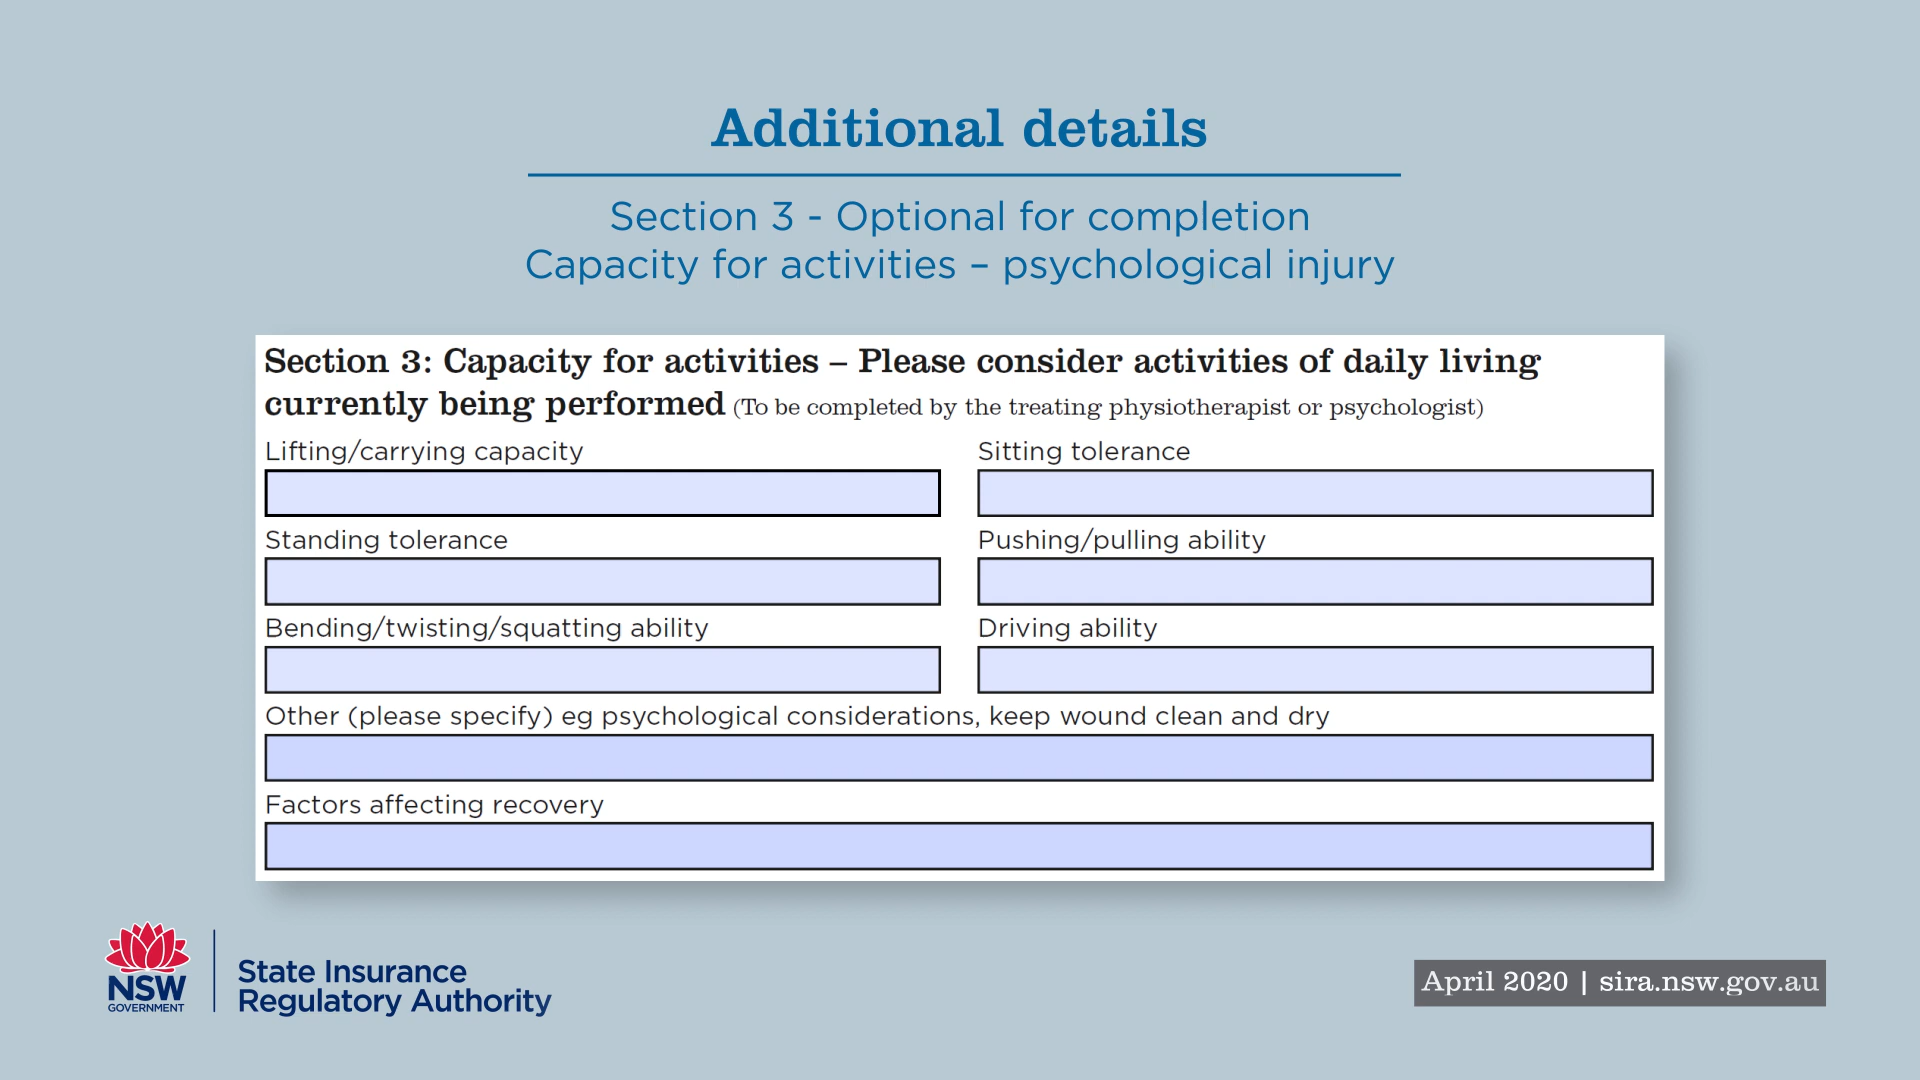 Additional details
Section 3 - Optional for completion
Capacity for activities – psychological injury
Section 3: Capacity for activities – Please consider activities of daily living
currently being performed (To be completed by the treating physiotherapist or psychologist)
Lifting/carrying capacity
Sitting tolerance
Standing tolerance
Pushing/pulling ability
Bending/twisting/squatting ability
Driving ability
Other (please specify) eg psychological considerations, keep wound clean and dry
Factors affecting recovery
NSW
GOVERNMENT
State Insurance
Regulatory Authority
April 2020 | sira.nsw.gov.au